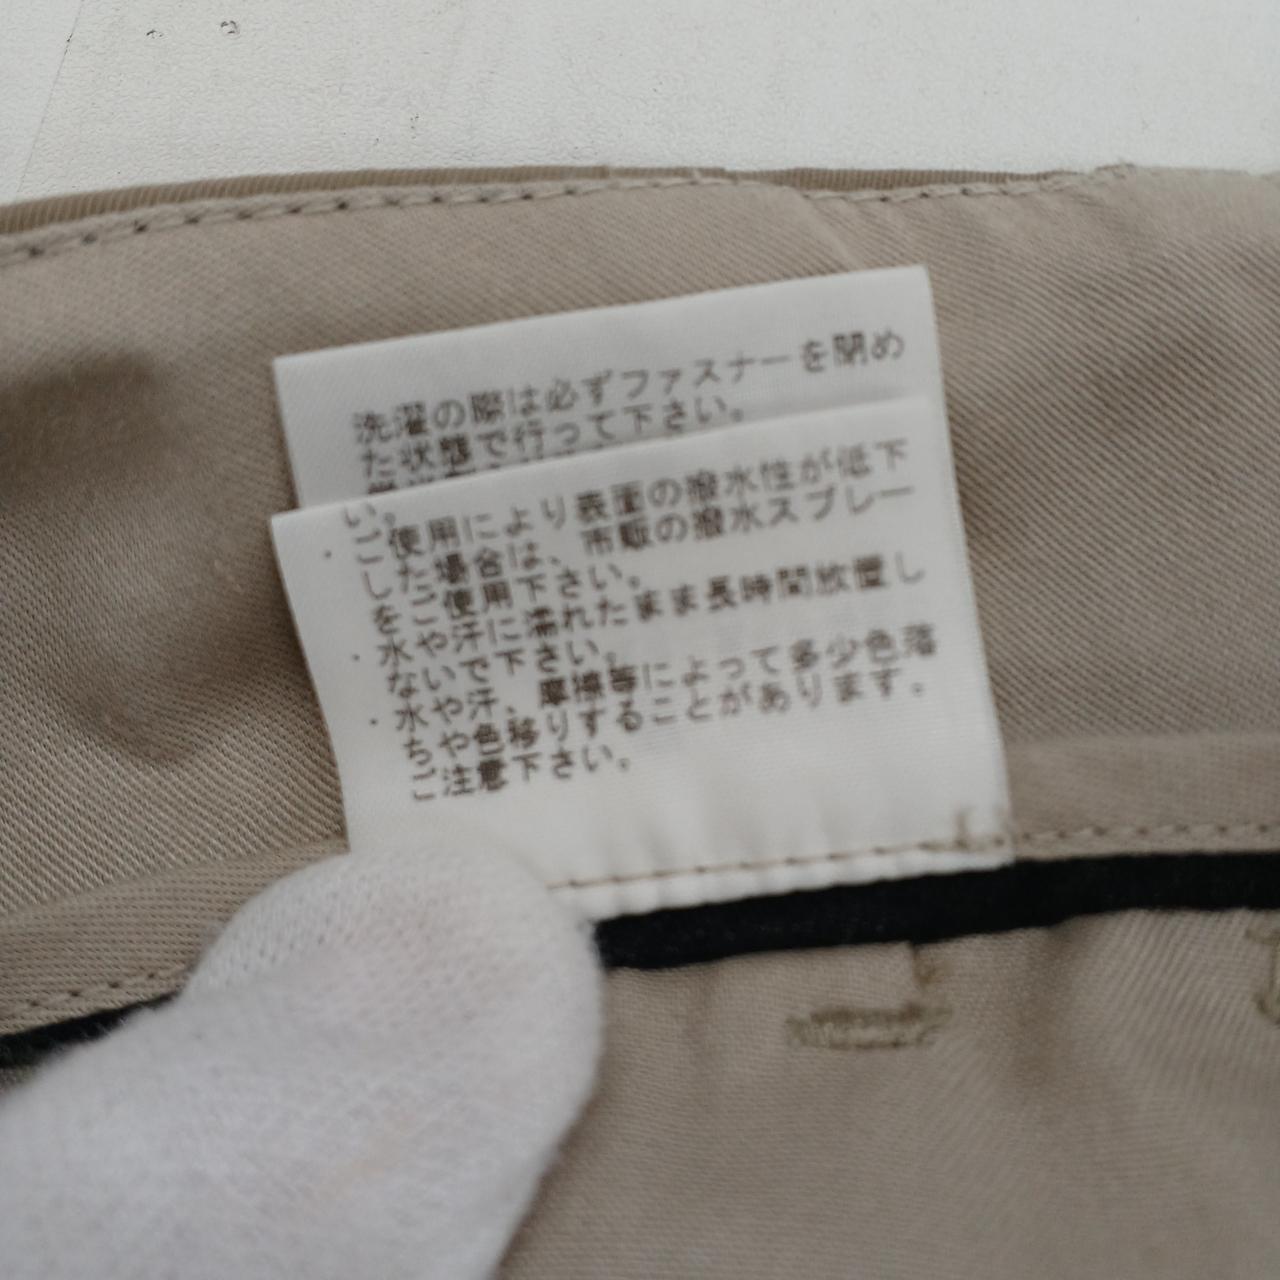 洗濯の際は必ずファスナーを閉め
た状態で行って下さい。
い。
・ご使用により表面の撥水性が低下
した場合は、市販の撥水スプレー
をご使用下さい。
・水や汗に濡れたまま長時間放置し
ないで下さい。
・水や汗、摩擦等によって多少色落
ちや色移りすることがあります。
ご注意下さい。